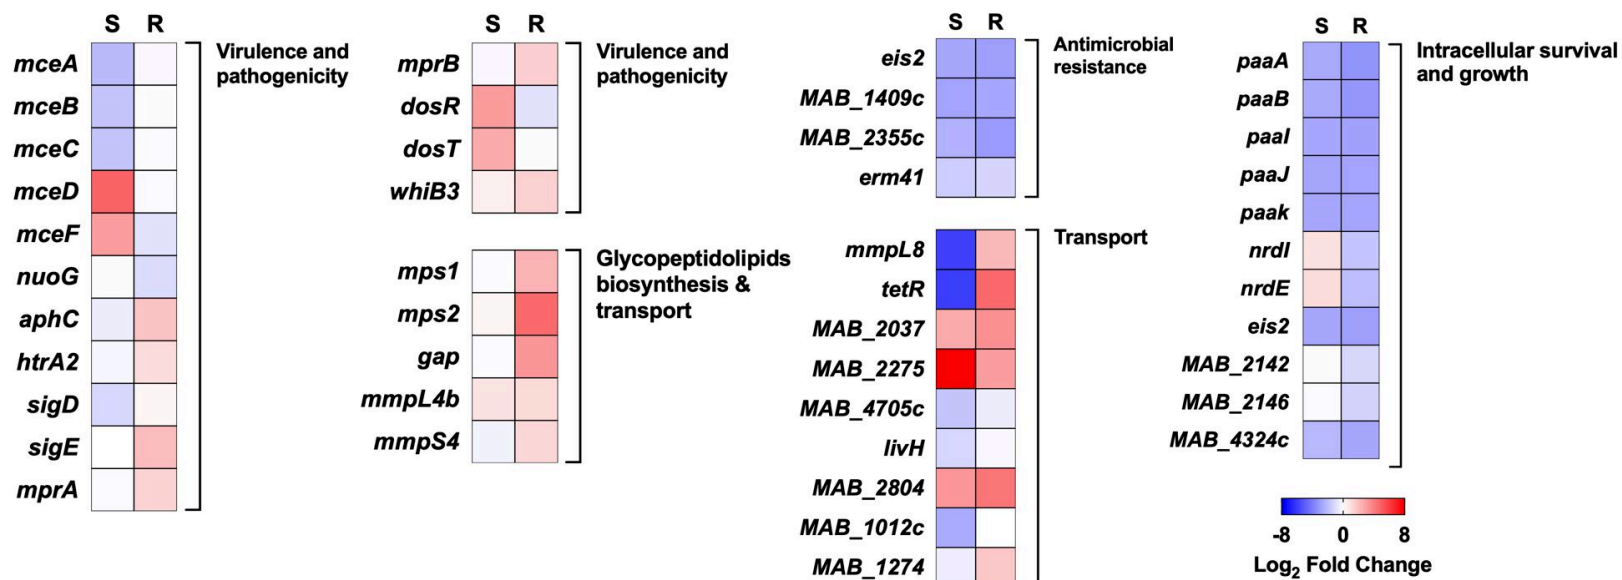 S R
mceA
mceB
mceC
mceD
mceF
nuoG
aphC
htrA2
sigD
sigE
mprA
Virulence and
pathogenicity
S R
mprB
dosR
dosT
whiB3
Virulence and
pathogenicity
mps1
mps2
gap
mmpL4b
mmpS4
Glycopeptidolipids
biosynthesis &
transport
S R
eis2
MAB_1409c
MAB_2355c
erm41
Antimicrobial
resistance
mmpL8
tetR
MAB_2037
MAB_2275
MAB_4705c
livH
MAB_2804
MAB_1012c
MAB_1274
Transport
S R
paaA
paaB
paaI
paaJ
paak
nrdI
nrdE
eis2
MAB_2142
MAB_2146
MAB_4324c
Intracellular survival
and growth
-8 0 8
Log2 Fold Change